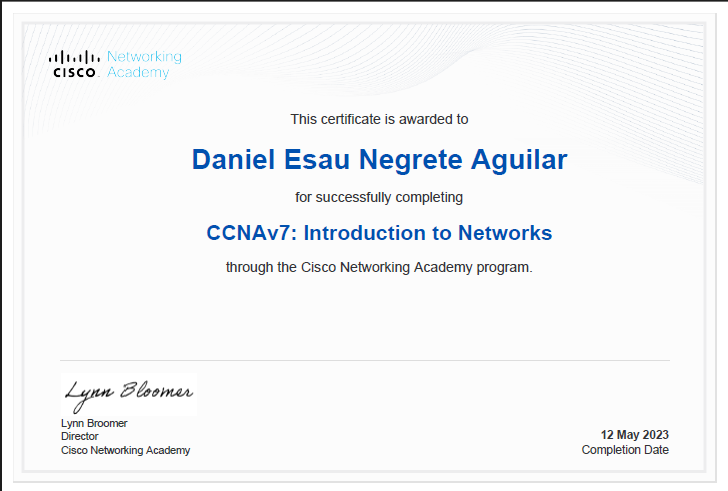 Networking
CISCO Academy
This certificate is awarded to
Daniel Esau Negrete Aguilar
for successfully completing
CCNAv7: Introduction to Networks
through the Cisco Networking Academy program.
Lynn Bloomer
Lynn Broomer
Director
Cisco Networking Academy
12 May 2023
Completion Date